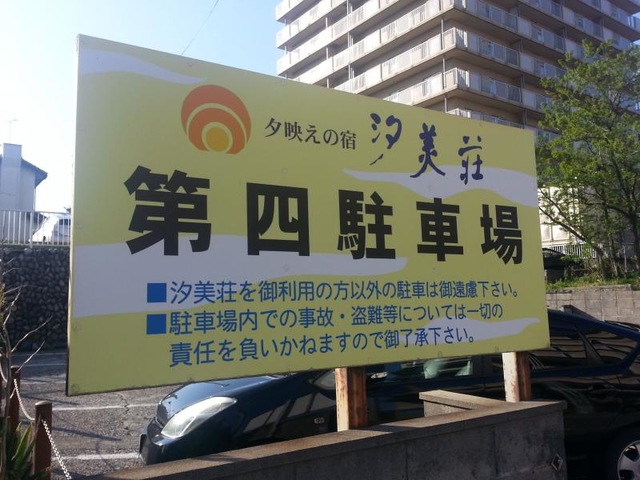 夕映えの宿 汐美荘
第四駐車場
■汐美荘を御利用の方以外の駐車は御遠慮下さい。
■駐車場内での事故・盗難等については一切の
責任を負いかねますので御了承下さい。